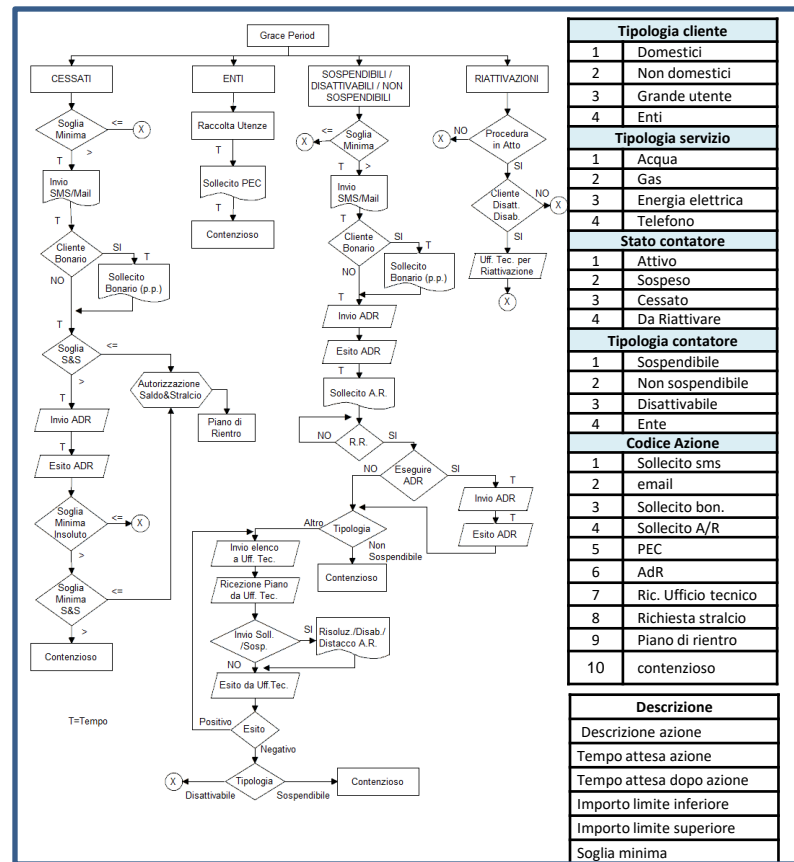 Grace Period
CESSATI
Soglia
Minima
<=
X
>
T
Invio
SMS/Mail
T
Cliente
Bonario
SI
T
Sollecito
Bonario (p.p.)
NO
T
Soglia
S&S
<=
>
T
Autorizzazione
Saldo&Stralcio
Piano di
Rientro
Invio ADR
T
Esito ADR
T
Soglia
Minima
Insoluto
<=
X
>
Soglia
Minima
S&S
<=
>
Contenzioso
T=Tempo
ENTI
Raccolta Utenze
T
Sollecito PEC
T
Contenzioso
SOSPENDIBILI /
DISATTIVABILI / NON
SOSPENDIBILI
Soglia
Minima
<=
X
T
>
Invio
SMS/Mail
T
Cliente
Bonario
SI
T
Sollecito
Bonario (p.p.)
NO
T
Invio ADR
T
Esito ADR
T
Sollecito A.R.
R.R.
NO
SI
Eseguire
ADR
NO
SI
T
Invio ADR
T
Esito ADR
Tipologia
Altro
Non
Sospendibile
Contenzioso
Invio elenco
a Uff. Tec.
Ricezione Piano
da Uff. Tec.
Invio Soll.
/Sosp.
SI
Risoluz./Disab./
Distacco A.R.
NO
Esito da Uff.Tec.
Esito
Positivo
Negativo
Tipologia
X
Disattivabile
Sospendibile
Contenzioso
RIATTIVAZIONI
Procedura
in Atto
NO
X
SI
Cliente
Disatt.
Disab.
NO
X
SI
Uff. Tec. per
Riattivazione
X
Tipologia cliente
1 Domestici
2 Non domestici
3 Grande utente
4 Enti
Tipologia servizio
1 Acqua
2 Gas
3 Energia elettrica
4 Telefono
Stato contatore
1 Attivo
2 Sospeso
3 Cessato
4 Da Riattivare
Tipologia contatore
1 Sospendibile
2 Non sospendibile
3 Disattivabile
4 Ente
Codice Azione
1 Sollecito sms
2 email
3 Sollecito bon.
4 Sollecito A/R
5 PEC
6 AdR
7 Ric. Ufficio tecnico
8 Richiesta stralcio
9 Piano di rientro
10 contenzioso
Descrizione
Descrizione azione
Tempo attesa azione
Tempo attesa dopo azione
Importo limite inferiore
Importo limite superiore
Soglia minima